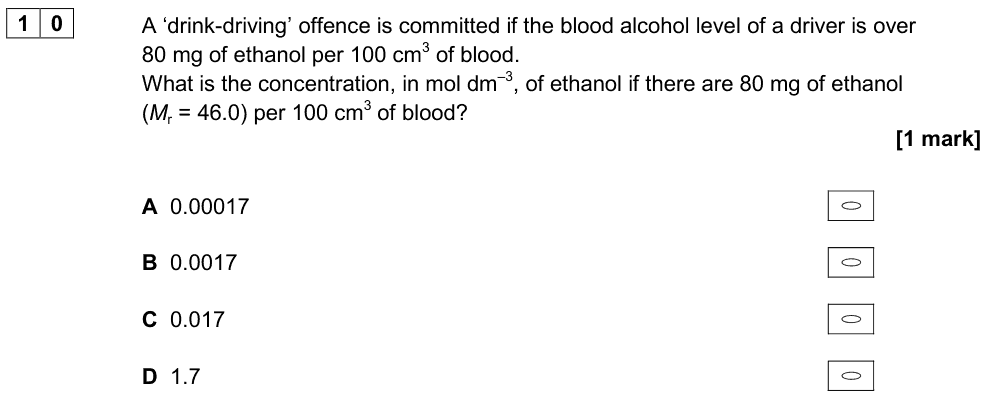 1 0
A ‘drink-driving’ offence is committed if the blood alcohol level of a driver is over
80 mg of ethanol per 100 cm³ of blood.
What is the concentration, in mol dm⁻³, of ethanol if there are 80 mg of ethanol
(Mᵣ = 46.0) per 100 cm³ of blood?
[1 mark]
A 0.00017
B 0.0017
C 0.017
D 1.7